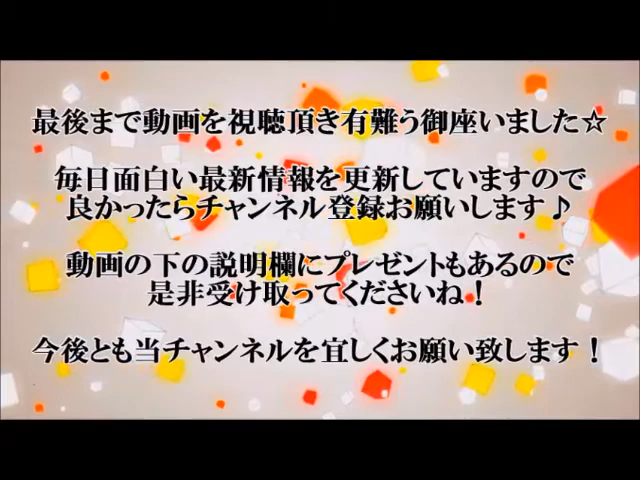 最後まで動画を視聴頂き有難う御座いました☆
毎日面白い最新情報を更新していますので
良かったらチャンネル登録お願いします♪
動画の下の説明欄にプレゼントもあるので
是非受け取ってくださいね！
今後とも当チャンネルを宜しくお願い致します！